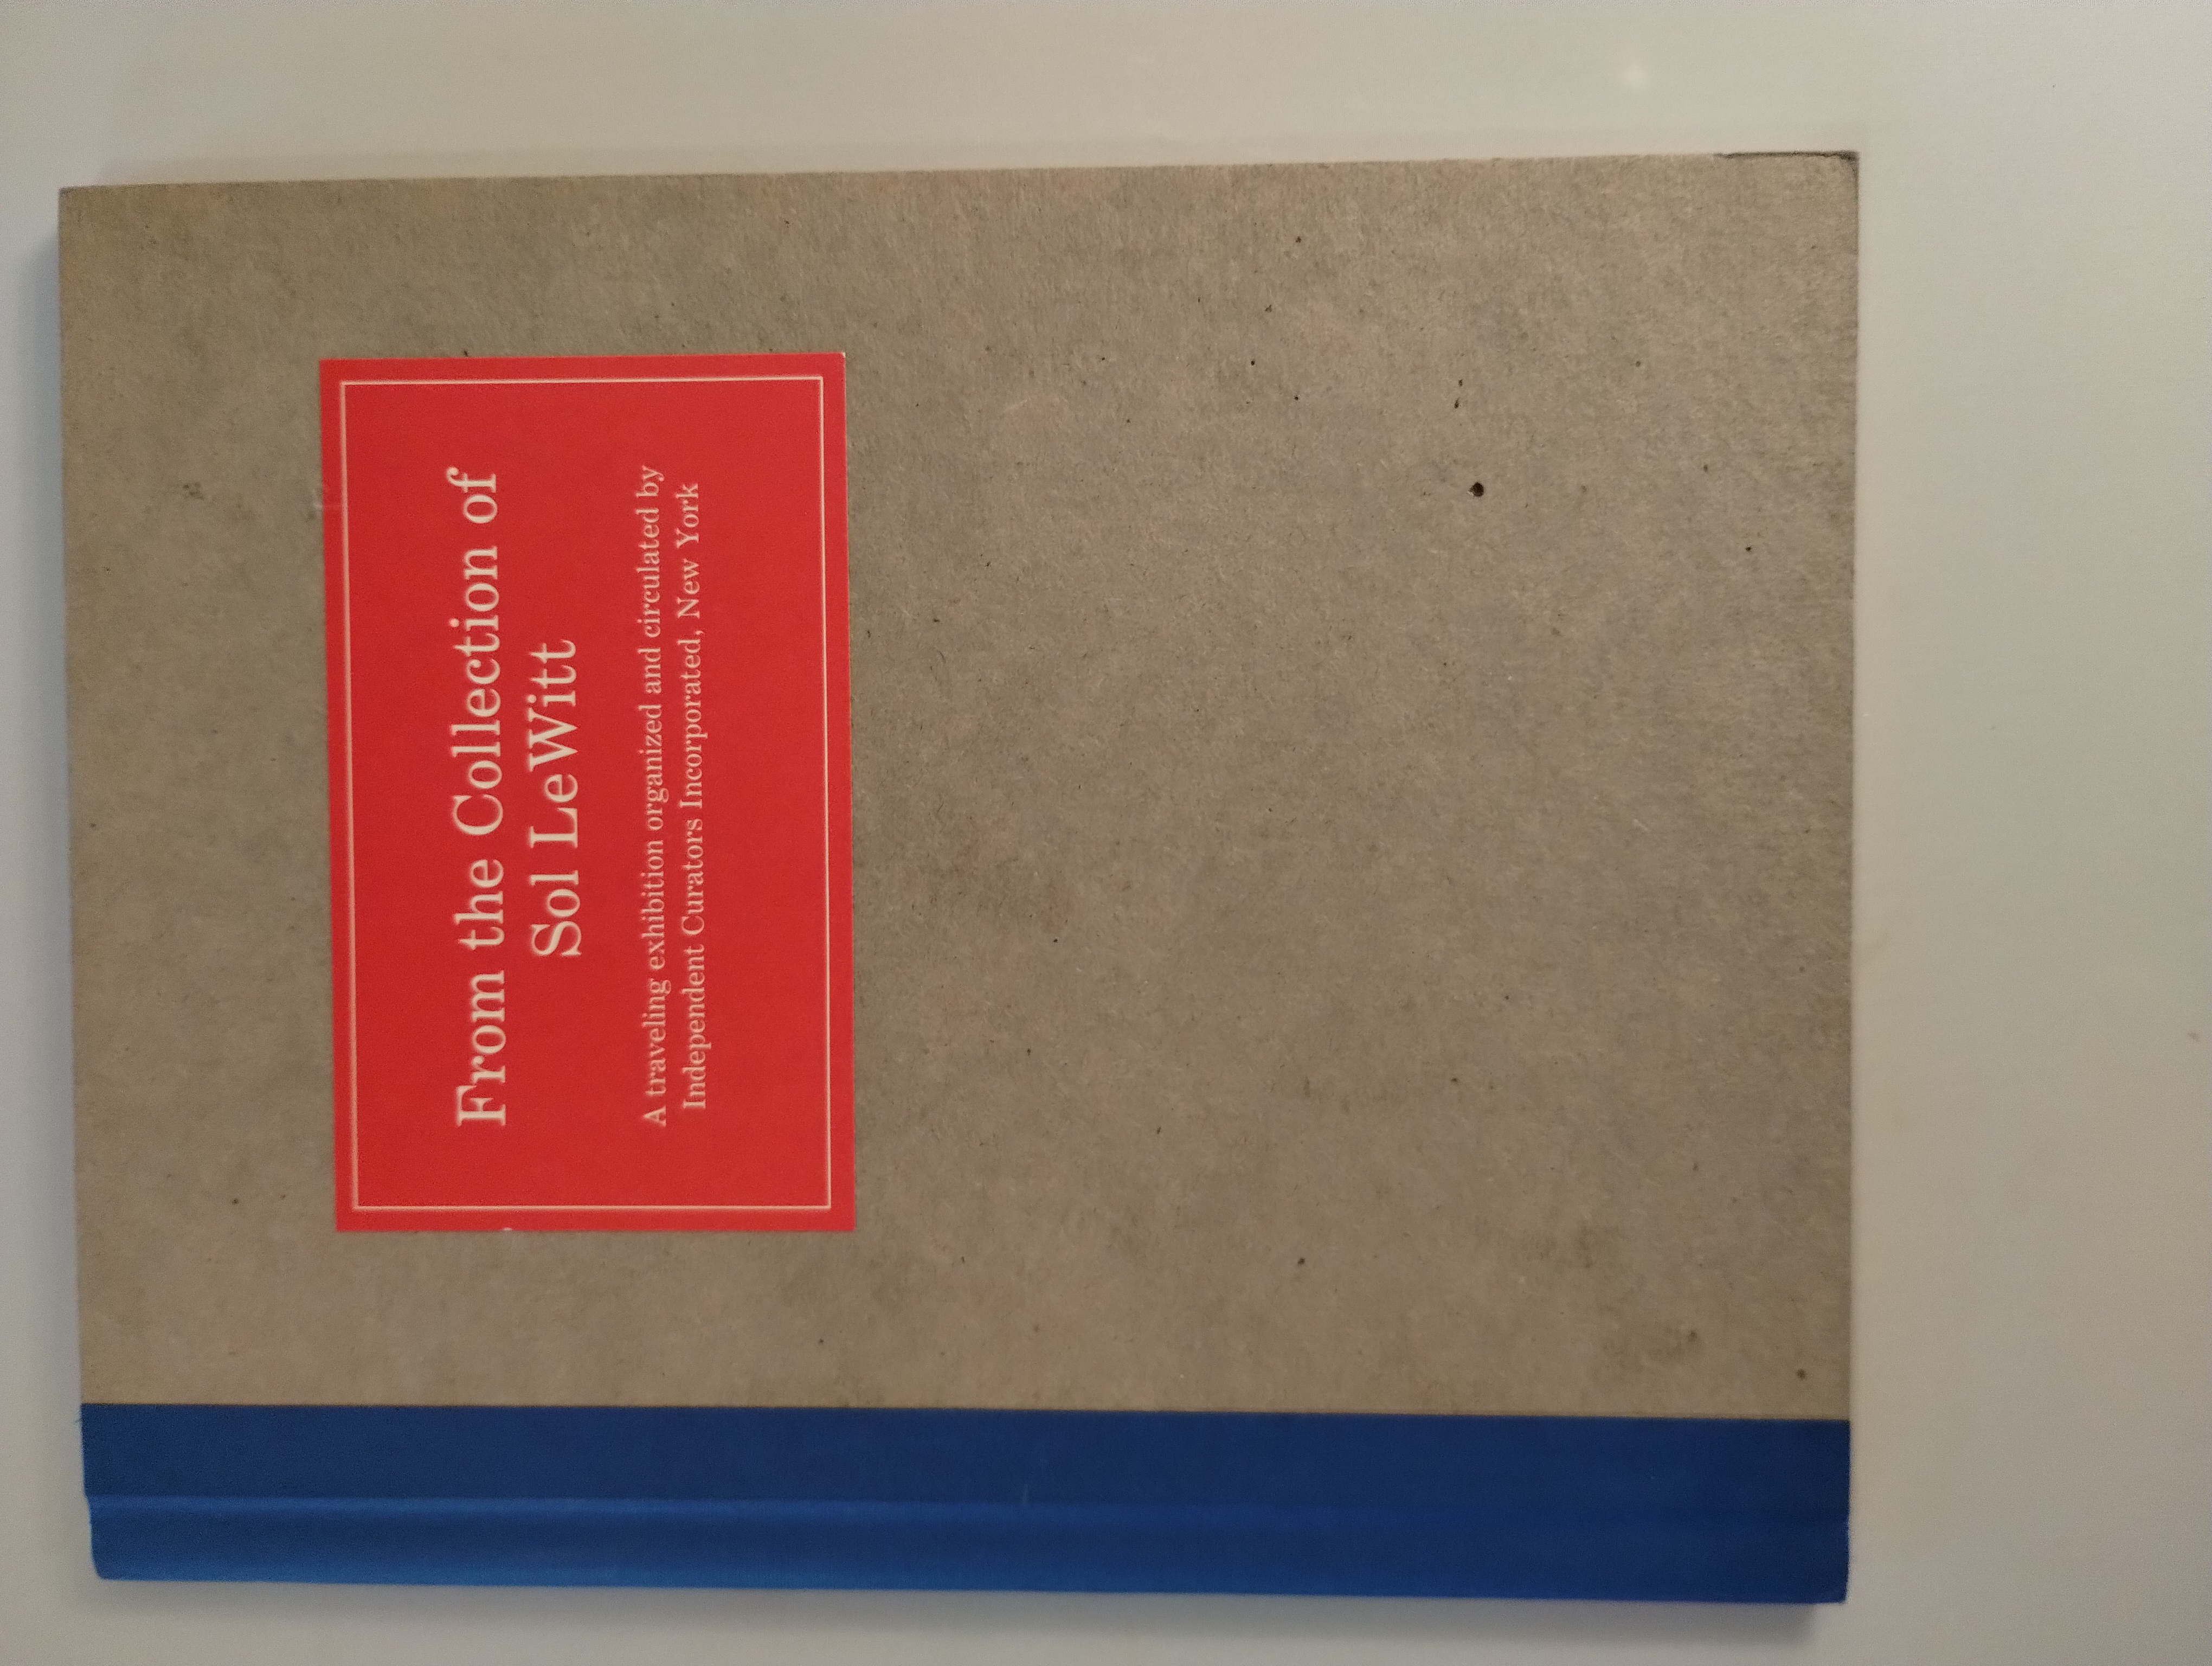 From the Collection of
Sol LeWitt
A traveling exhibition organized and circulated by
Independent Curators Incorporated, New York